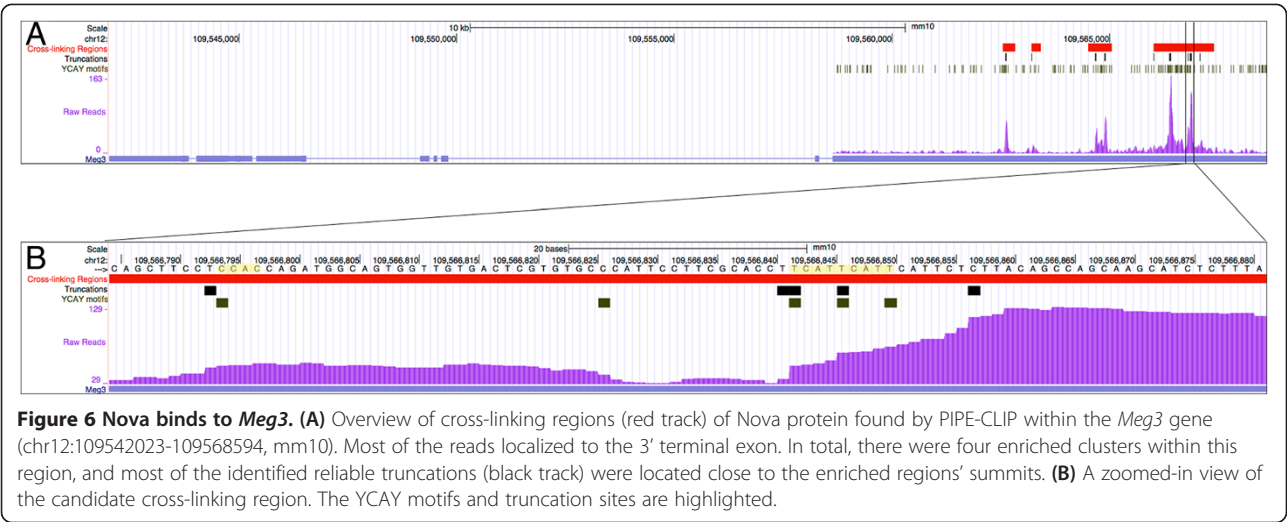 A
Scale
10 kb
mm10
chr12:
109,545,000
109,550,000
109,555,000
109,560,000
109,565,000
Cross-linking Regions
Truncations
YCAY motifs
163
Raw Reads
0
Meg3
B
Scale
20 bases
mm10
chr12:
109,566,790
109,566,795
109,566,800
109,566,805
109,566,810
109,566,815
109,566,820
109,566,825
109,566,830
109,566,835
109,566,840
109,566,845
109,566,850
109,566,855
109,566,860
109,566,865
109,566,870
109,566,875
109,566,880
---> CAGCTTCCTCCACCAGATGGCAGTGGTTGTGACTCGTGTGCCCATTCCTTCGCACCTTCATTCATTCATTCTCTTACAGCCAGCAAGCATCTCTTTA
Cross-linking Regions
Truncations
YCAY motifs
129
Raw Reads
29
Meg3
Figure 6 Nova binds to Meg3. (A) Overview of cross-linking regions (red track) of Nova protein found by PIPE-CLIP within the Meg3 gene
(chr12:109542023-109568594, mm10). Most of the reads localized to the 3' terminal exon. In total, there were four enriched clusters within this
region, and most of the identified reliable truncations (black track) were located close to the enriched regions' summits. (B) A zoomed-in view of
the candidate cross-linking region. The YCAY motifs and truncation sites are highlighted.